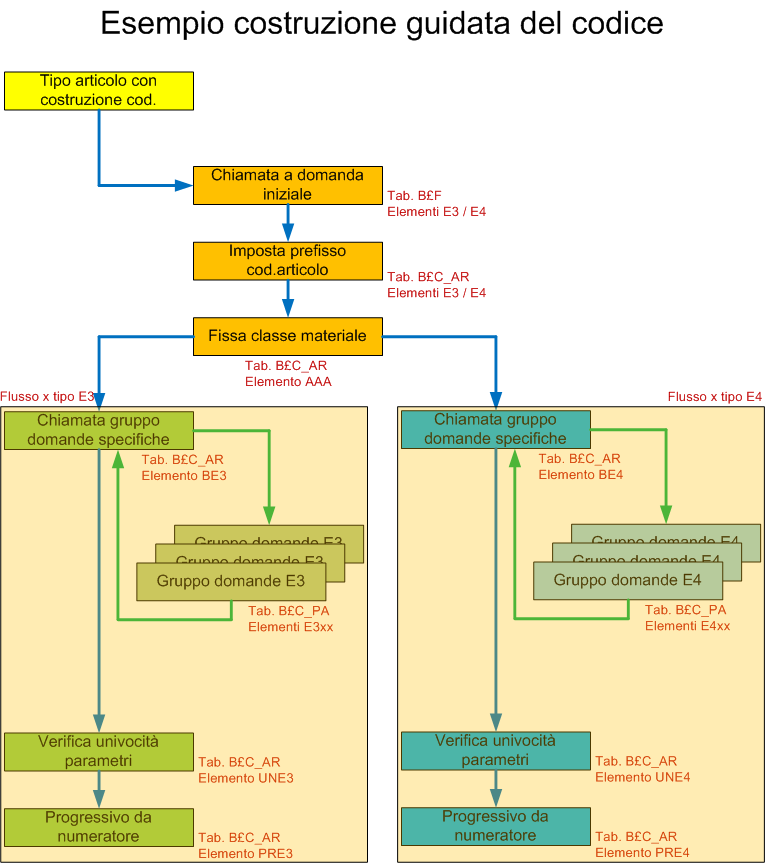 Esempio costruzione guidata del codice
Tipo articolo con
costruzione cod.
Chiamata a domanda
iniziale
Tab. B£F
Elementi E3 / E4
Imposta prefisso
cod.articolo
Tab. B£C_AR
Elementi E3 / E4
Fissa classe materiale
Tab. B£C_AR
Elemento AAA
Flusso x tipo E3
Chiamata gruppo
domande specifiche
Tab. B£C_AR
Elemento BE3
Gruppo domande E3
Gruppo domande E3
Gruppo domande E3
Tab. B£C_PA
Elementi E3xx
Verifica univocità
parametri
Tab. B£C_AR
Elemento UNE3
Progressivo da
numeratore
Tab. B£C_AR
Elemento PRE3
Flusso x tipo E4
Chiamata gruppo
domande specifiche
Tab. B£C_AR
Elemento BE4
Gruppo domande E4
Gruppo domande E4
Gruppo domande E4
Tab. B£C_PA
Elementi E4xx
Verifica univocità
parametri
Tab. B£C_AR
Elemento UNE4
Progressivo da
numeratore
Tab. B£C_AR
Elemento PRE4